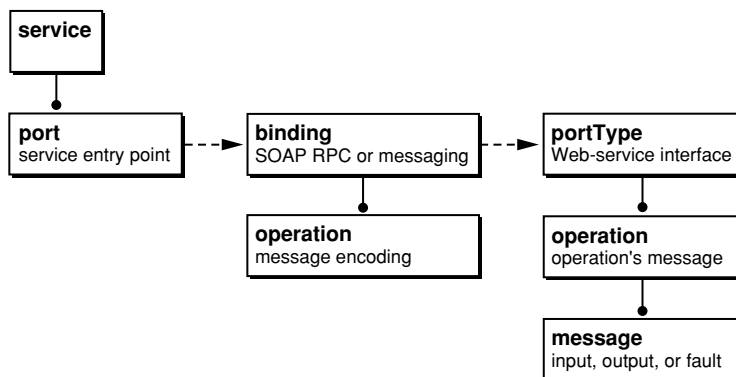 service
port
service entry point
binding
SOAP RPC or messaging
portType
Web-service interface
operation
message encoding
operation
operation's message
message
input, output, or fault